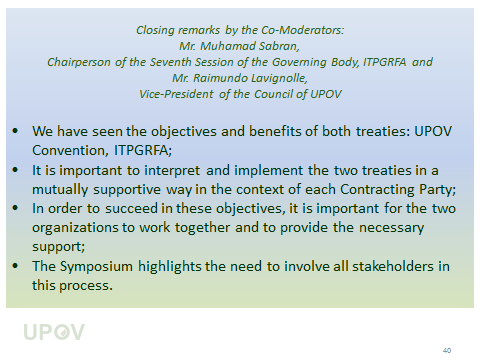 Closing remarks by the Co-Moderators:
Mr. Muhamad Sabran,
Chairperson of the Seventh Session of the Governing Body, ITPGRFA and
Mr. Raimundo Lavignolle,
Vice-President of the Council of UPOV
• We have seen the objectives and benefits of both treaties: UPOV
Convention, ITPGRFA;
• It is important to interpret and implement the two treaties in a
mutually supportive way in the context of each Contracting Party;
• In order to succeed in these objectives, it is important for the two
organizations to work together and to provide the necessary
support;
• The Symposium highlights the need to involve all stakeholders in
this process.
UPOV
40